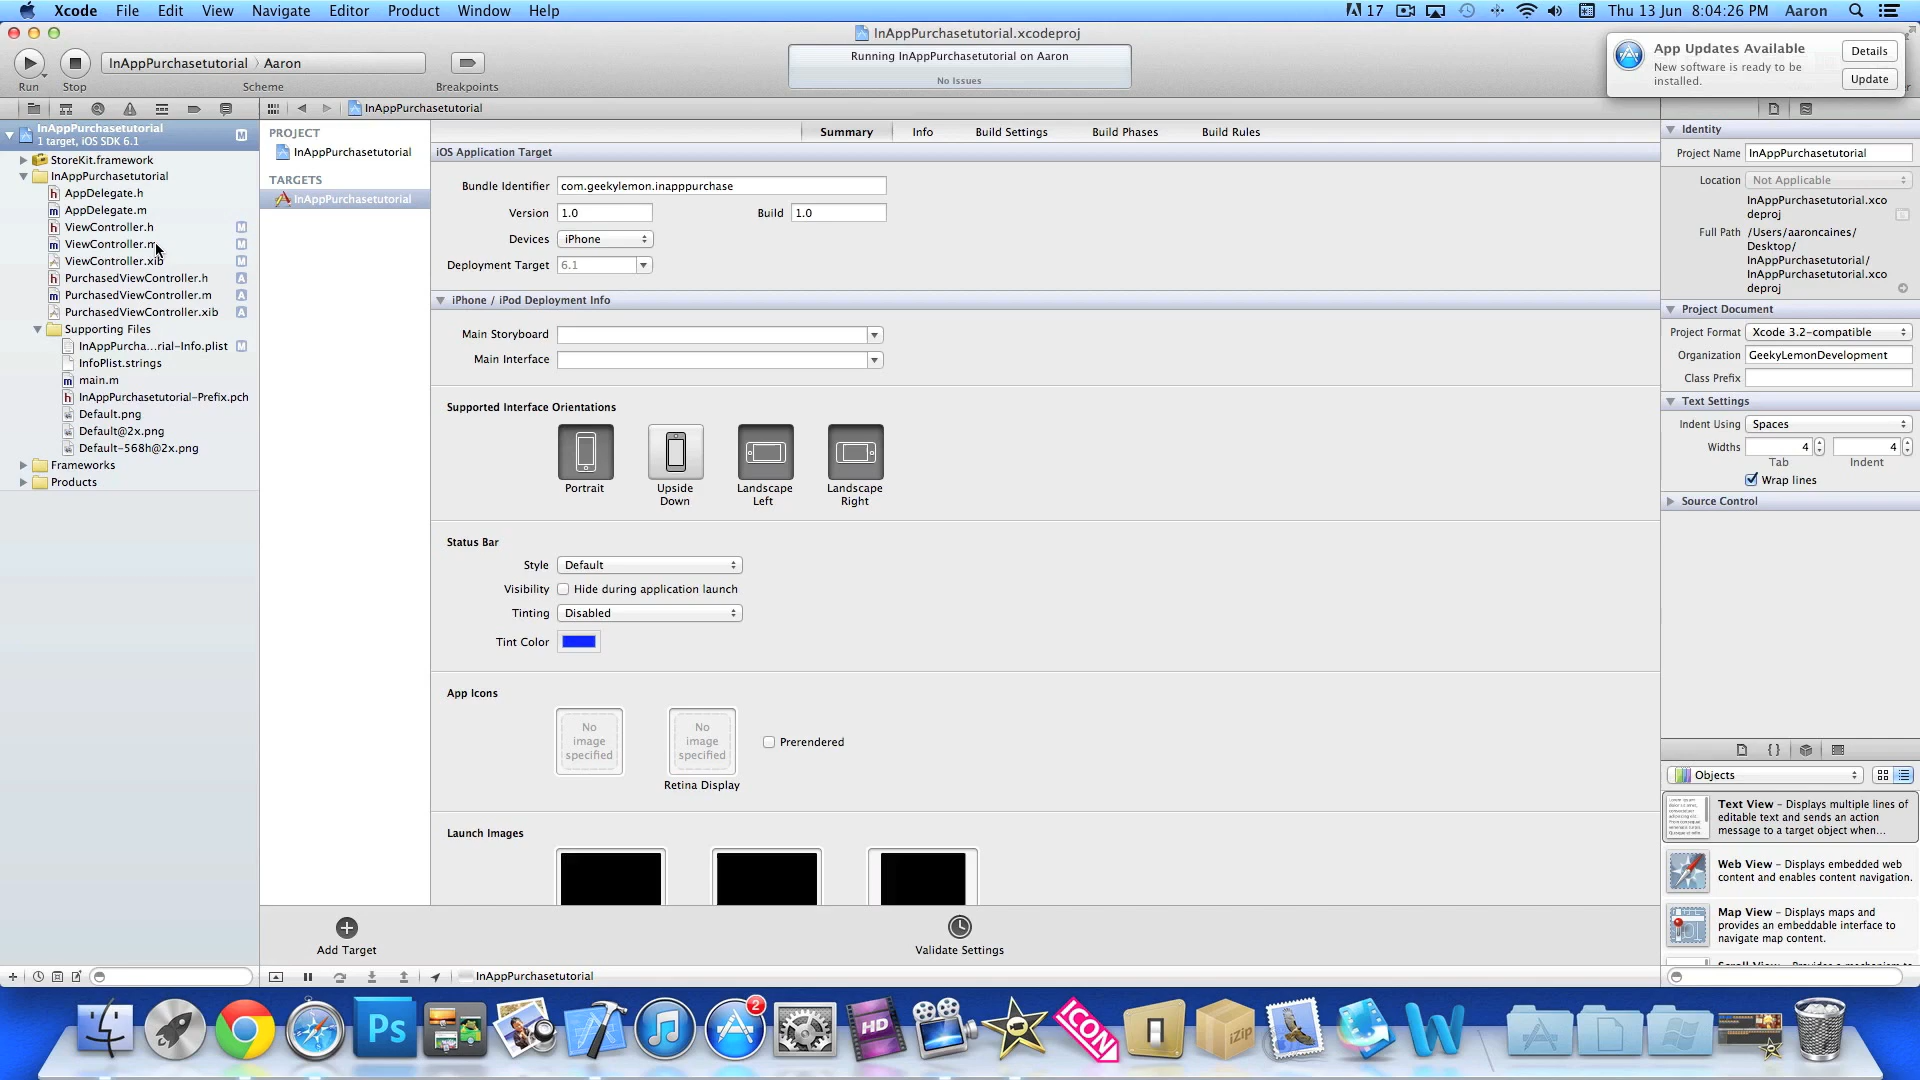 Xcode File Edit View Navigate Editor Product Window Help
17 Thu 13 Jun 8:04:26 PM Aaron
InAppPurchasetutorial.xcodeproj
InAppPurchasetutorial 〉 Aaron
Running InAppPurchasetutorial on Aaron
No Issues
App Updates Available
New software is ready to be
installed.
Details
Update
Run Stop Scheme Breakpoints
InAppPurchasetutorial
InAppPurchasetutorial M
1 target, iOS SDK 6.1
StoreKit.framework
InAppPurchasetutorial
AppDelegate.h
AppDelegate.m
ViewController.h M
ViewController.m M
ViewController.xib M
PurchasedViewController.h A
PurchasedViewController.m A
PurchasedViewController.xib A
Supporting Files
InAppPurcha...rial-Info.plist M
InfoPlist.strings
main.m
InAppPurchasetutorial-Prefix.pch
Default.png
Default@2x.png
Default-568h@2x.png
Frameworks
Products
PROJECT
InAppPurchasetutorial
TARGETS
InAppPurchasetutorial
Summary Info Build Settings Build Phases Build Rules
iOS Application Target
Bundle Identifier com.geekylemon.inapppurchase
Version 1.0 Build 1.0
Devices iPhone
Deployment Target 6.1
iPhone / iPod Deployment Info
Main Storyboard
Main Interface
Supported Interface Orientations
Portrait
Upside
Down
Landscape
Left
Landscape
Right
Status Bar
Style Default
Visibility Hide during application launch
Tinting Disabled
Tint Color
App Icons
No
image
specified
No
image
specified
Prerendered
Retina Display
Launch Images
Add Target
Validate Settings
InAppPurchasetutorial
Identity
Project Name InAppPurchasetutorial
Location Not Applicable
InAppPurchasetutorial.xco
deproj
Full Path /Users/aaroncaines/
Desktop/
InAppPurchasetutorial/
InAppPurchasetutorial.xco
deproj
Project Document
Project Format Xcode 3.2-compatible
Organization GeekyLemonDevelopment
Class Prefix
Text Settings
Indent Using Spaces
Widths 4 4
Tab Indent
Wrap lines
Source Control
Objects
Text View - Displays multiple lines of
editable text and sends an action
message to a target object when...
Web View - Displays embedded web
content and enables content navigation.
Map View - Displays maps and
provides an embeddable interface to
navigate map content.
Ps
2
HD
ICON
iZip
W